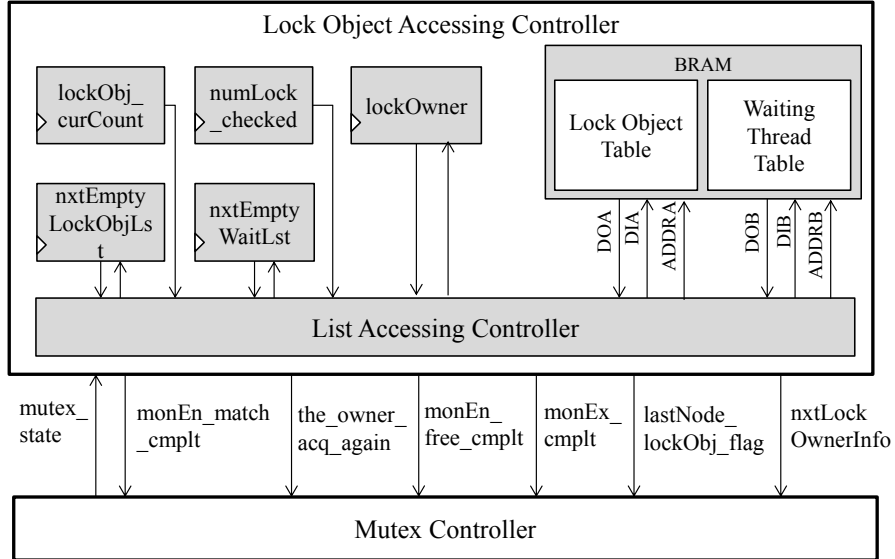 Lock Object Accessing Controller
lockObj_
curCount
numLock
_checked
lockOwner
BRAM
Lock Object
Table
Waiting
Thread
Table
nxtEmpty
LockObjLs
t
nxtEmpty
WaitLst
DOA
DIA
ADDRA
DOB
DIB
ADDRB
List Accessing Controller
mutex_
state
monEn_match
_cmplt
the_owner_
acq_again
monEn_
free_cmplt
monEx_
cmplt
lastNode_
lockObj_flag
nxtLock
OwnerInfo
Mutex Controller